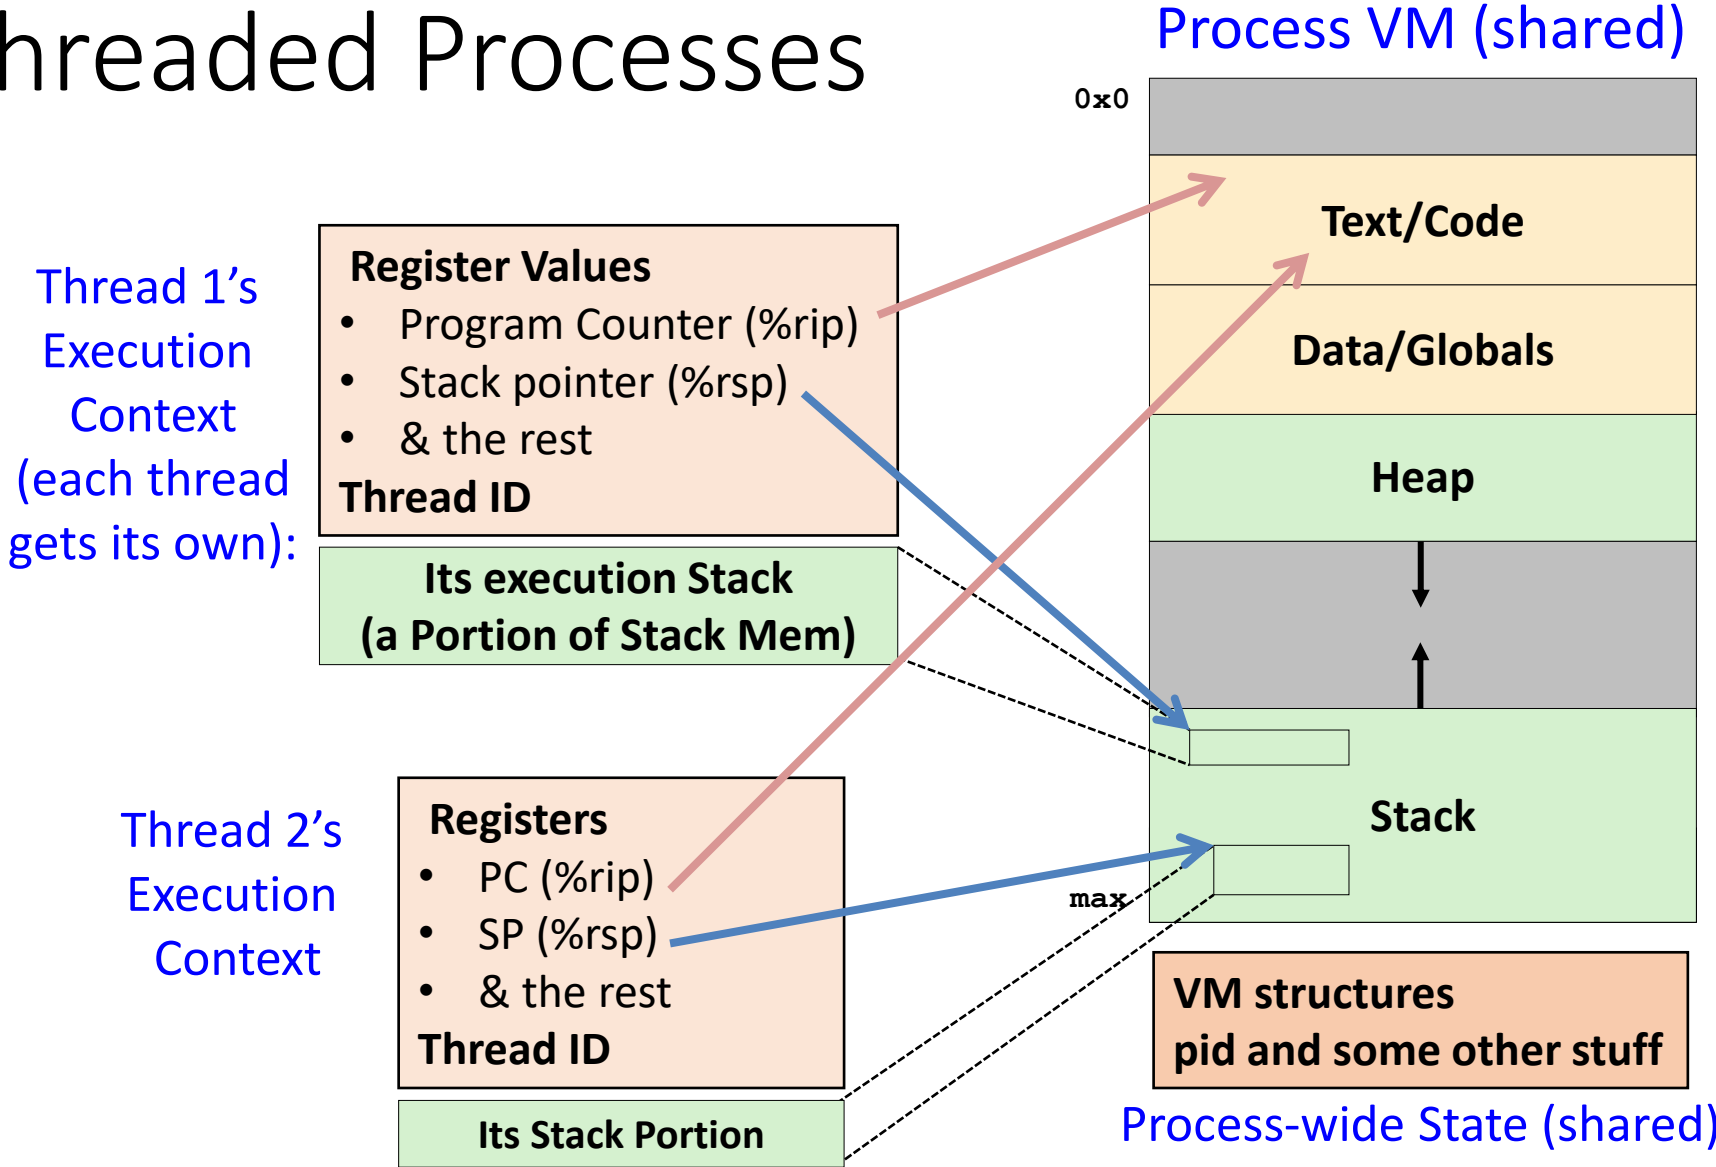 hreaded Processes
Process VM (shared)
0x0
Text/Code
Data/Globals
Heap
Stack
max
Thread 1’s
Execution
Context
(each thread
gets its own):
Register Values
• Program Counter (%rip)
• Stack pointer (%rsp)
• & the rest
Thread ID
Its execution Stack
(a Portion of Stack Mem)
Thread 2’s
Execution
Context
Registers
• PC (%rip)
• SP (%rsp)
• & the rest
Thread ID
Its Stack Portion
VM structures
pid and some other stuff
Process-wide State (shared)